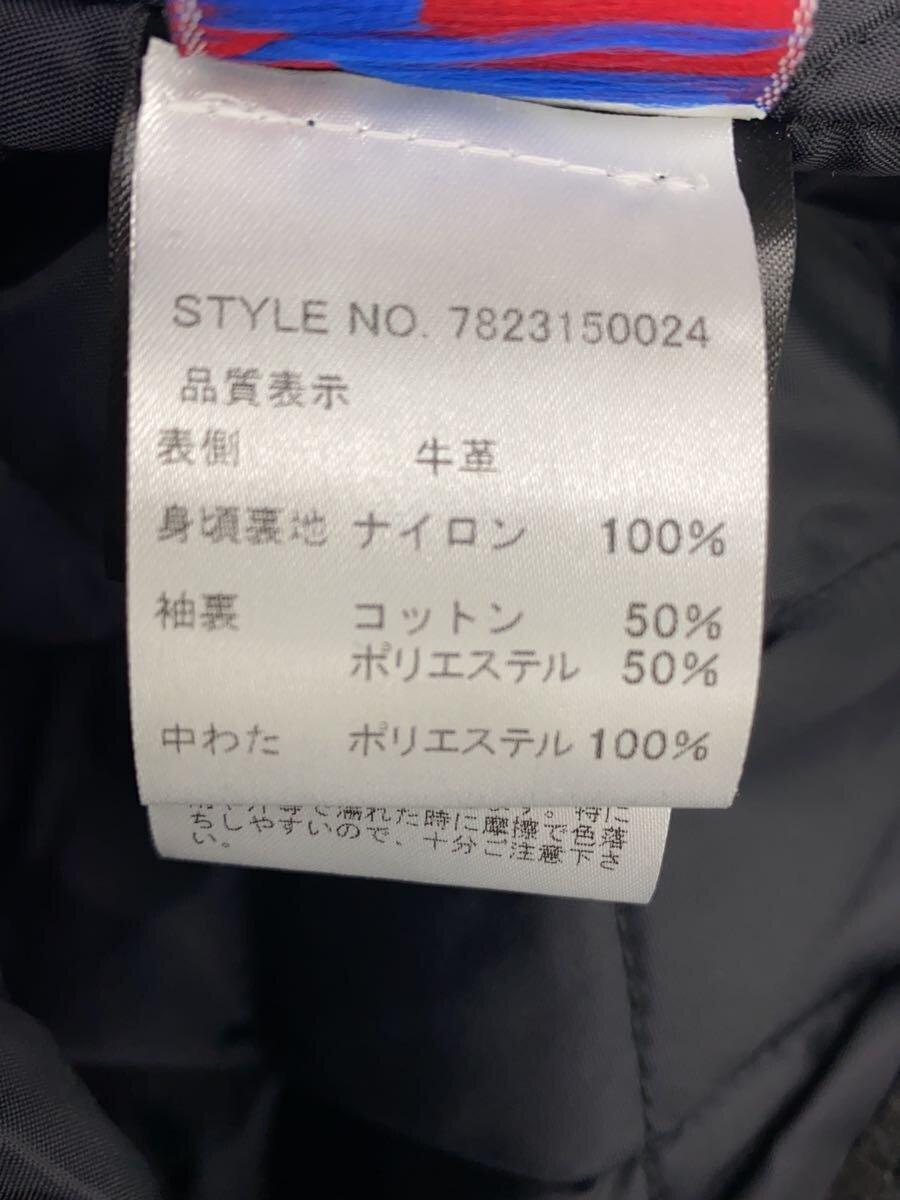 STYLE NO. 7823150024
品質表示
表側 牛革
身頃裏地 ナイロン 100%
袖裏 コットン 50%
ポリエステル 50%
中わた ポリエステル 100%
等で濡れた時に摩擦で色落
ちしやすいので、十分ご注意下さ
い。